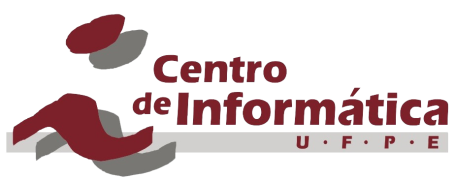 Centro
de Informática
U · F · P · E